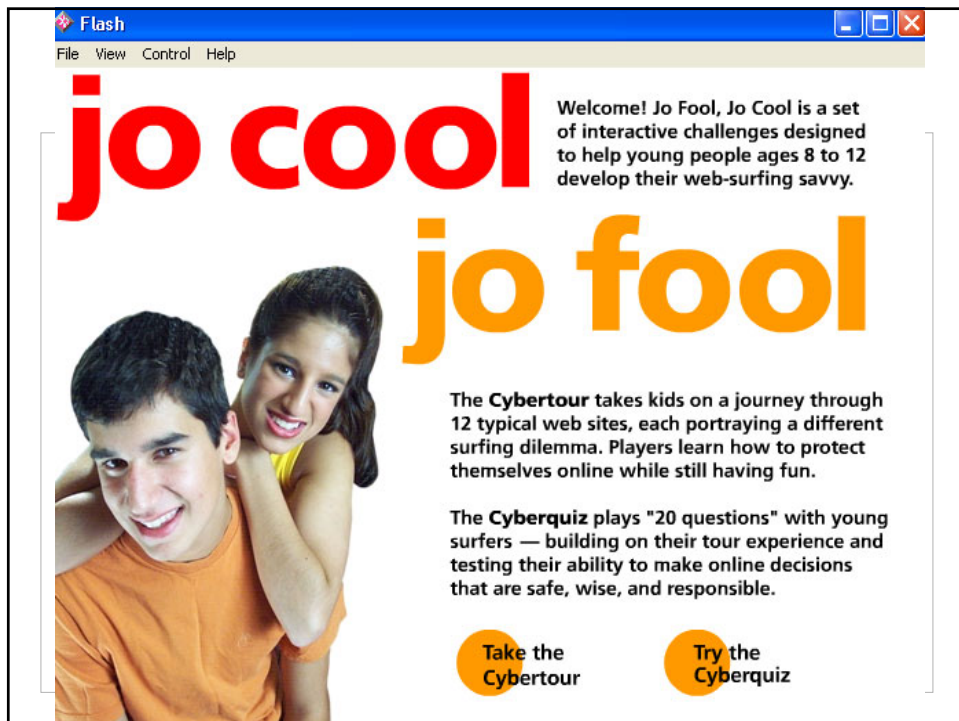 Flash
File View Control Help
jo cool
Welcome! Jo Fool, Jo Cool is a set
of interactive challenges designed
to help young people ages 8 to 12
develop their web-surfing savvy.
jo fool
The Cybertour takes kids on a journey through
12 typical web sites, each portraying a different
surfing dilemma. Players learn how to protect
themselves online while still having fun.
The Cyberquiz plays "20 questions" with young
surfers — building on their tour experience and
testing their ability to make online decisions
that are safe, wise, and responsible.
Take the
Cybertour
Try the
Cyberquiz